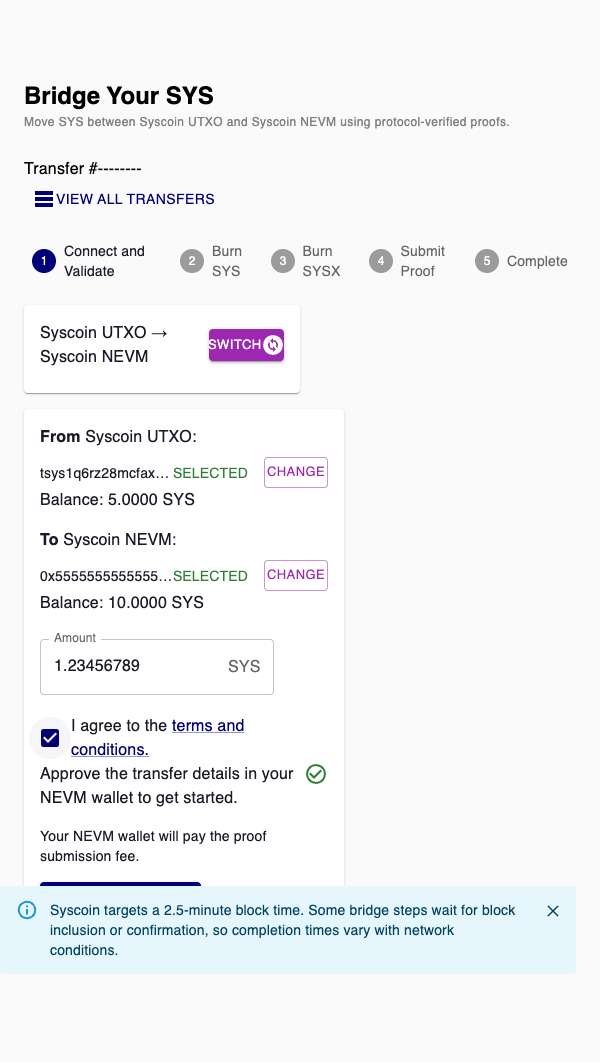 Bridge Your SYS
Move SYS between Syscoin UTXO and Syscoin NEVM using protocol-verified proofs.
Transfer #--------
VIEW ALL TRANSFERS
1 Connect and
Validate
2 Burn
SYS
3 Burn
SYSX
4 Submit
Proof
5 Complete
Syscoin UTXO →
Syscoin NEVM
SWITCH
From Syscoin UTXO:
tsys1q6rz28mcfax... SELECTED CHANGE
Balance: 5.0000 SYS
To Syscoin NEVM:
0x5555555555555... SELECTED CHANGE
Balance: 10.0000 SYS
Amount
1.23456789 SYS
I agree to the terms and
conditions.
Approve the transfer details in your
NEVM wallet to get started.
Your NEVM wallet will pay the proof
submission fee.
Syscoin targets a 2.5-minute block time. Some bridge steps wait for block
inclusion or confirmation, so completion times vary with network
conditions.